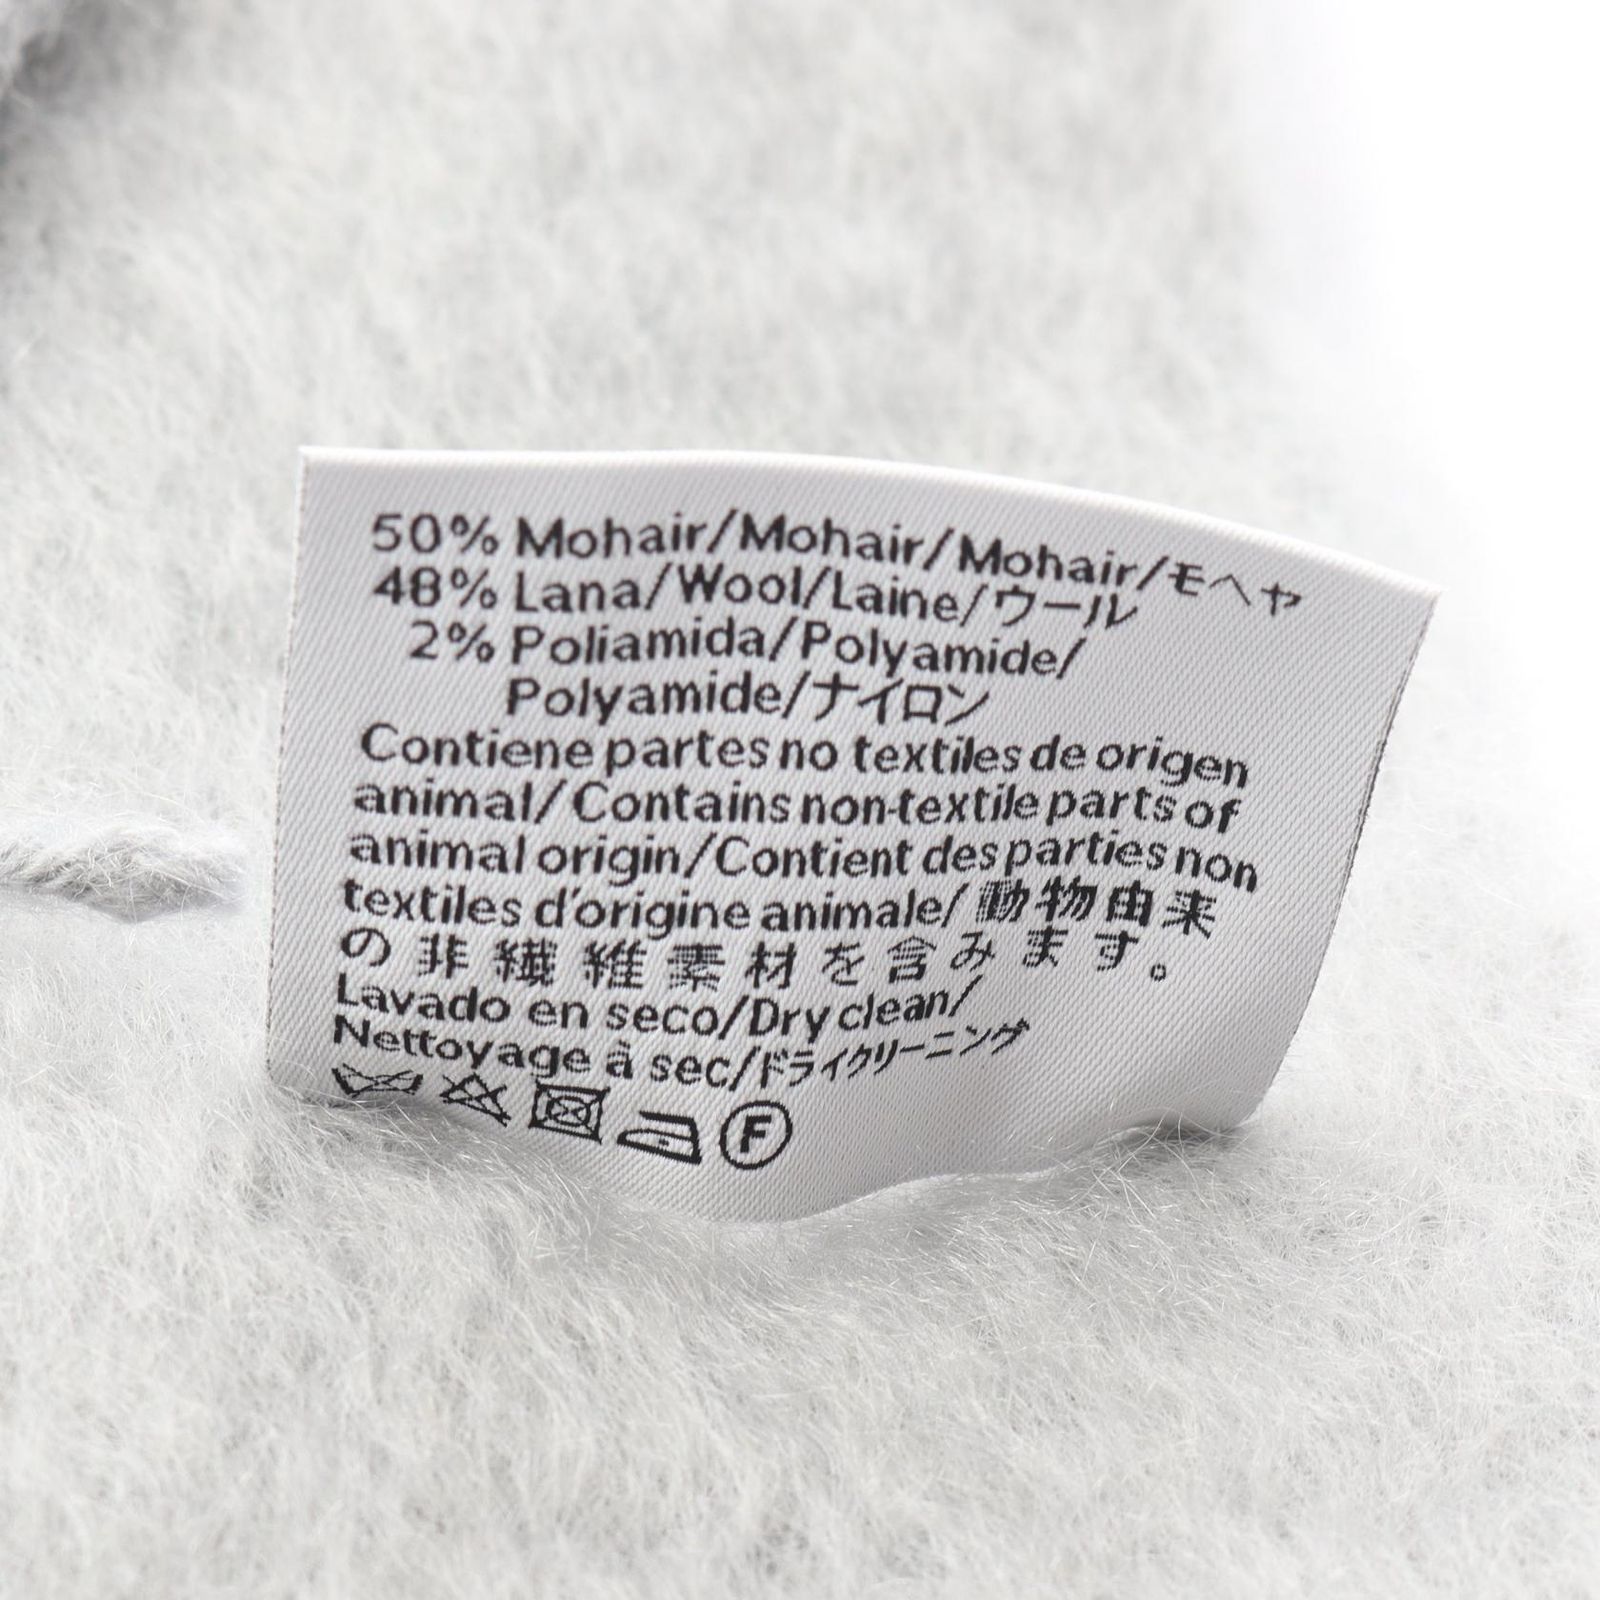 50% Mohair/Mohair/Mohair/モヘヤ
48% Lana/Wool/Laine/ウール
2% Poliamida/Polyamide/
Polyamide/ナイロン
Contiene partes no textiles de origen
animal/Contains non-textile parts of
animal origin/Contient des parties non
textiles d'origine animale/動物由来
の非繊維素材を含みます。
Lavado en seco/Dry clean/
Nettoyage à sec/ドライクリーニング
F